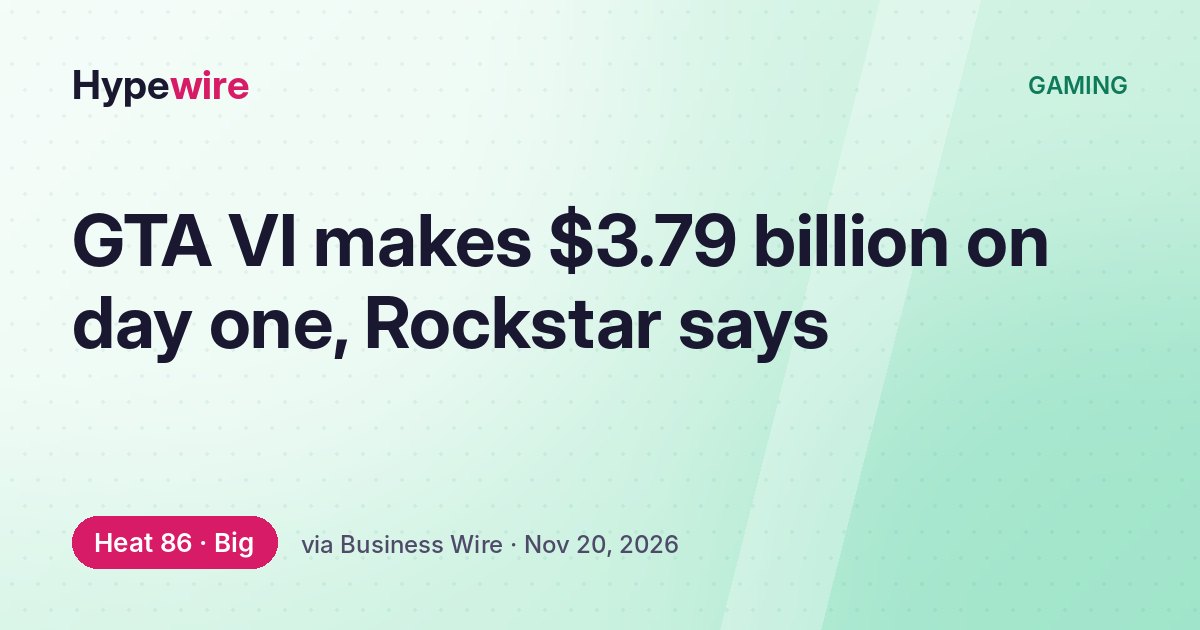 Hypewire
GAMING
GTA VI makes $3.79 billion on
day one, Rockstar says
Heat 86 · Big
via Business Wire · Nov 20, 2026